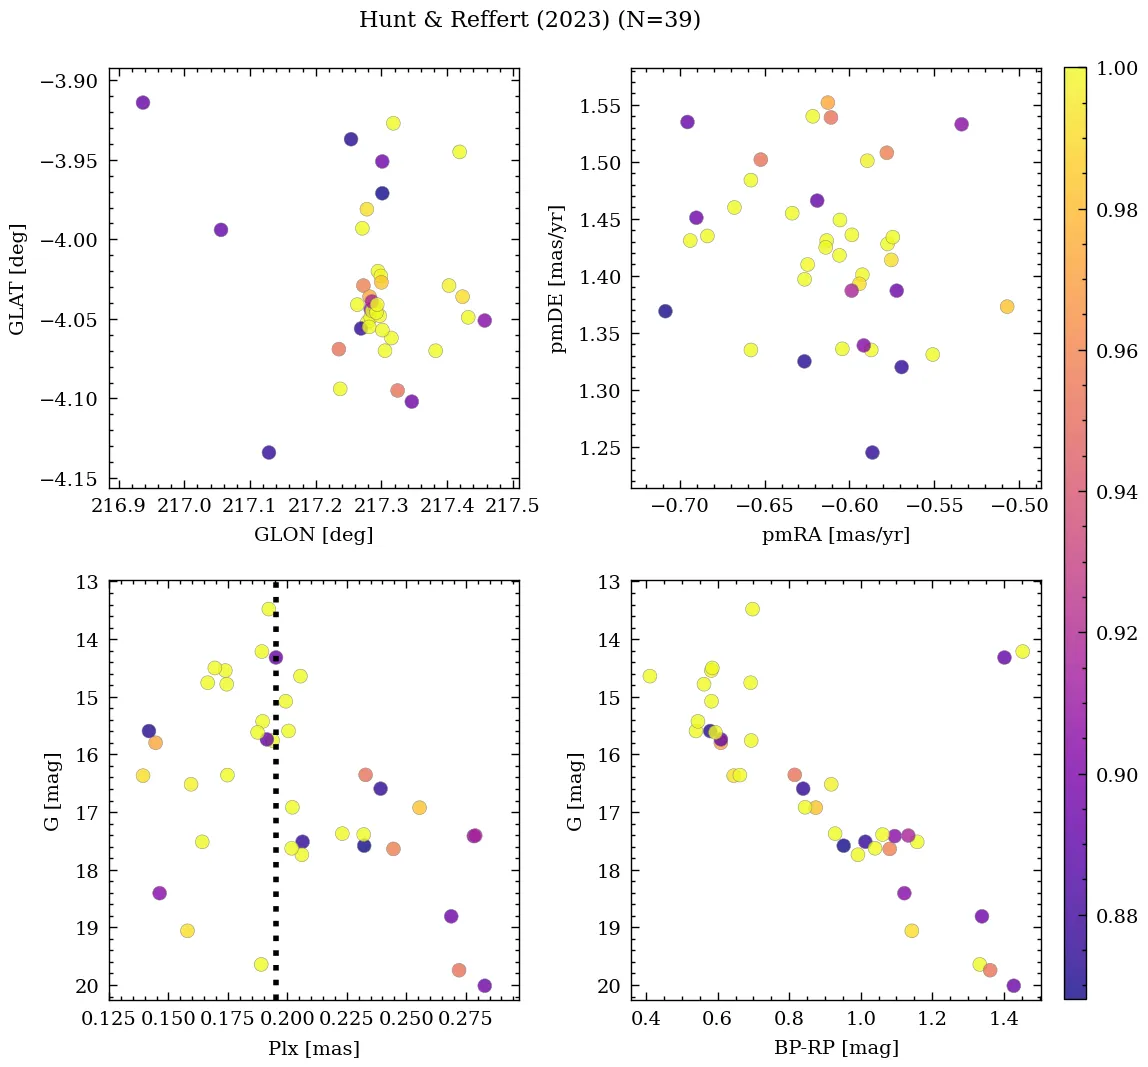 Hunt & Reffert (2023) (N=39)
−3.90
−3.95
−4.00
−4.05
−4.10
−4.15
GLAT [deg]
216.9 217.0 217.1 217.2 217.3 217.4 217.5
GLON [deg]
1.55
1.50
1.45
1.40
1.35
1.30
1.25
pmDE [mas/yr]
−0.70 −0.65 −0.60 −0.55 −0.50
pmRA [mas/yr]
13
14
15
16
17
18
19
20
G [mag]
0.125 0.150 0.175 0.200 0.225 0.250 0.275
Plx [mas]
13
14
15
16
17
18
19
20
G [mag]
0.4 0.6 0.8 1.0 1.2 1.4
BP-RP [mag]
1.00
0.98
0.96
0.94
0.92
0.90
0.88